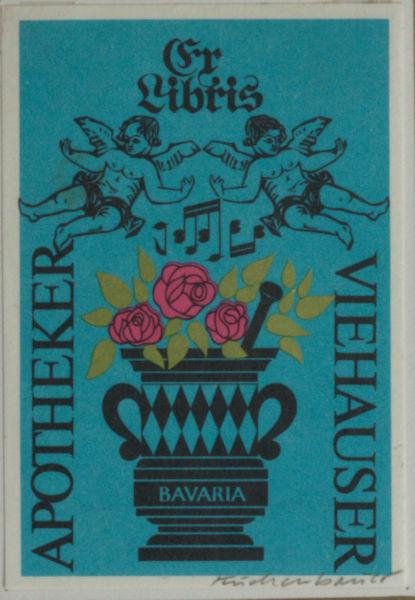 Ex
Libris
APOTHEKER
VIEHAUSER
BAVARIA